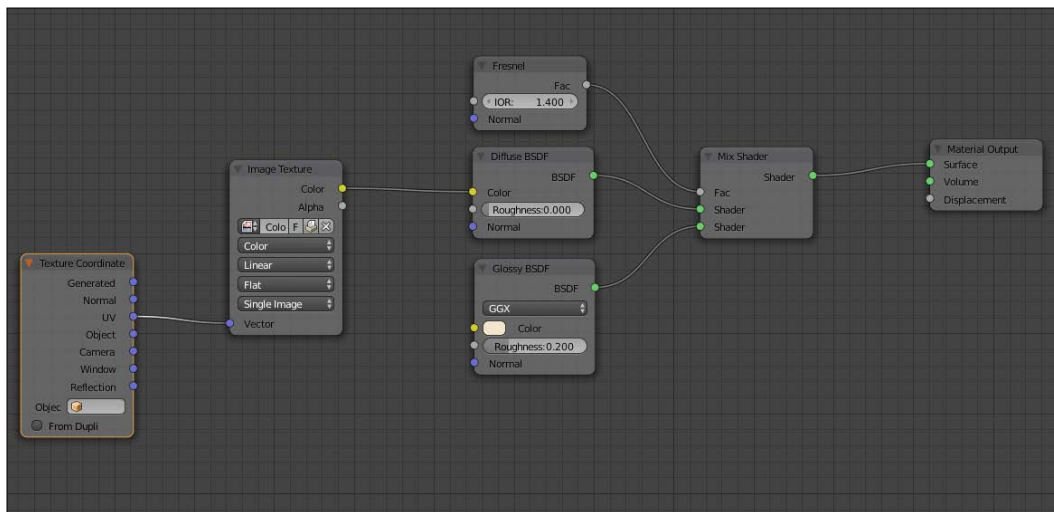 Fresnel
Fac
IOR: 1.400
Normal
Diffuse BSDF
BSDF
Color
Roughness:0.000
Normal
Glossy BSDF
BSDF
GGX
Color
Roughness:0.200
Normal
Image Texture
Color
Alpha
Colo F
Color
Linear
Flat
Single Image
Vector
Texture Coordinate
Generated
Normal
UV
Object
Camera
Window
Reflection
Objec
From Dupli
Mix Shader
Shader
Fac
Shader
Shader
Material Output
Surface
Volume
Displacement